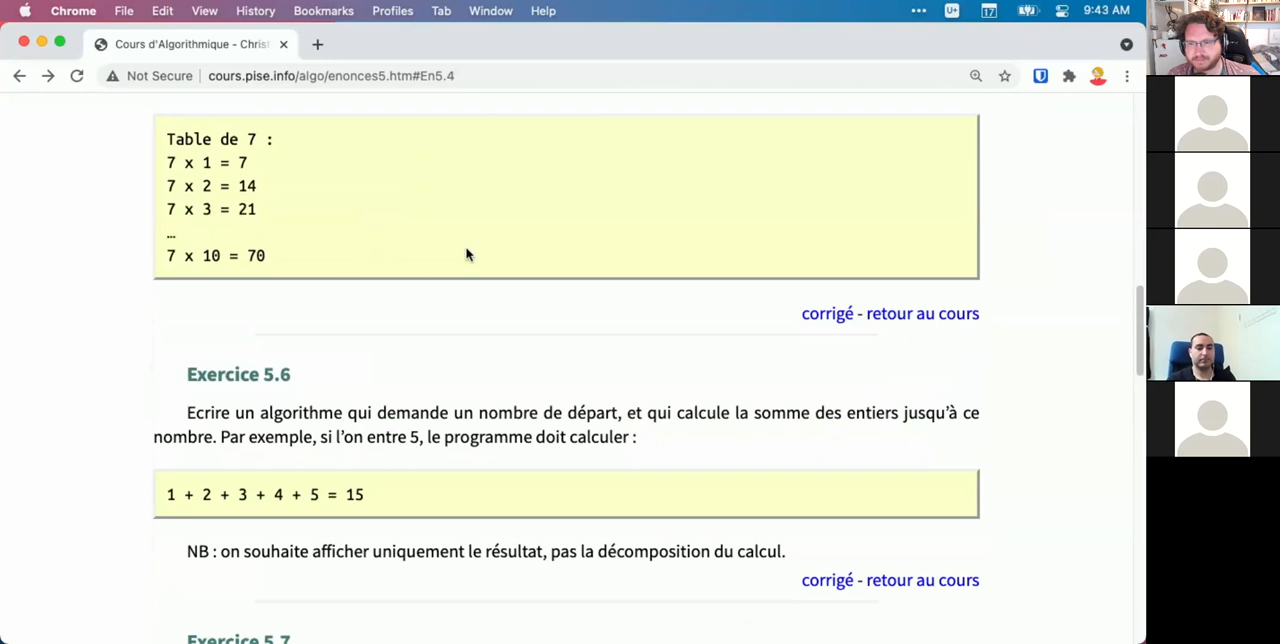 Chrome File Edit View History Bookmarks Profiles Tab Window Help ••• U+ 17 9:43 AM
Cours d'Algorithmique - Chris
Not Secure cours.pise.info/algo/enonces5.htm#En5.4
Table de 7 :
7 x 1 = 7
7 x 2 = 14
7 x 3 = 21
…
7 x 10 = 70
corrigé - retour au cours
Exercice 5.6
Ecrire un algorithme qui demande un nombre de départ, et qui calcule la somme des entiers jusqu'à ce
nombre. Par exemple, si l'on entre 5, le programme doit calculer :
1 + 2 + 3 + 4 + 5 = 15
NB : on souhaite afficher uniquement le résultat, pas la décomposition du calcul.
corrigé - retour au cours
Exercice 5.7